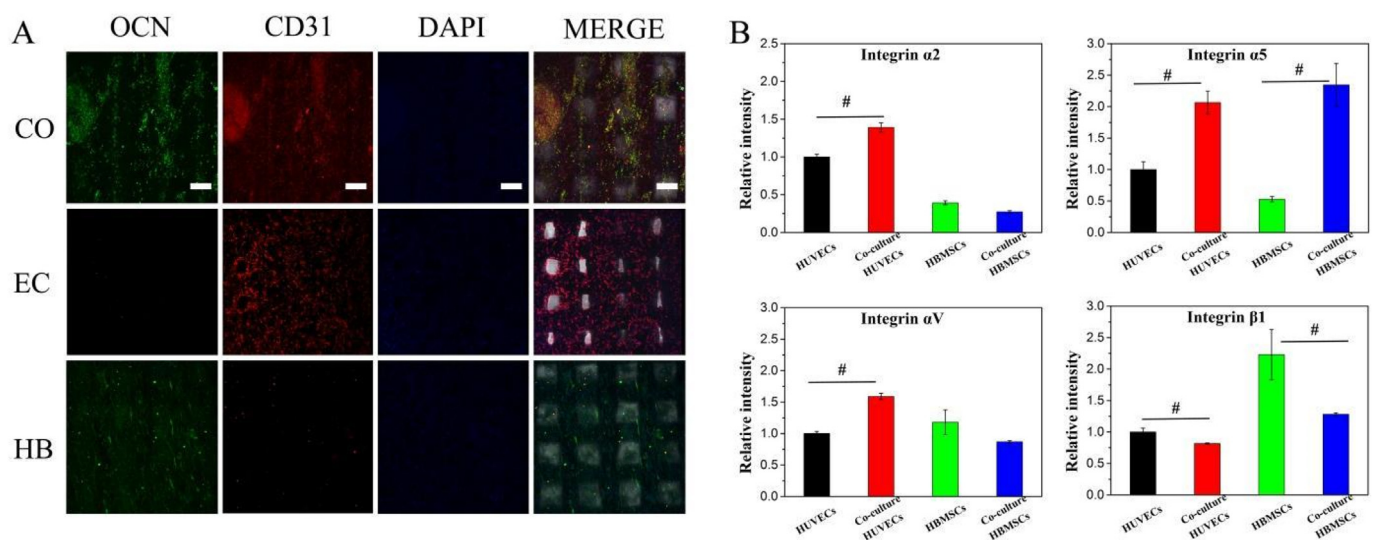 A
OCN CD31 DAPI MERGE
CO
EC
HB
B
Integrin α2
Relative intensity
2.5
2.0
1.5
1.0
0.5
0.0
#
HUVECs
Co-culture
HUVECs
HBMSCs
Co-culture
HBMSCs
Integrin α5
Relative intensity
3.0
2.5
2.0
1.5
1.0
0.5
0.0
# #
HUVECs
Co-culture
HUVECs
HBMSCs
Co-culture
HBMSCs
Integrin αV
Relative intensity
3.0
2.5
2.0
1.5
1.0
0.5
0.0
#
HUVECs
Co-culture
HUVECs
HBMSCs
Co-culture
HBMSCs
Integrin β1
Relative intensity
3.0
2.5
2.0
1.5
1.0
0.5
0.0
#
#
HUVECs
Co-culture
HUVECs
HBMSCs
Co-culture
HBMSCs